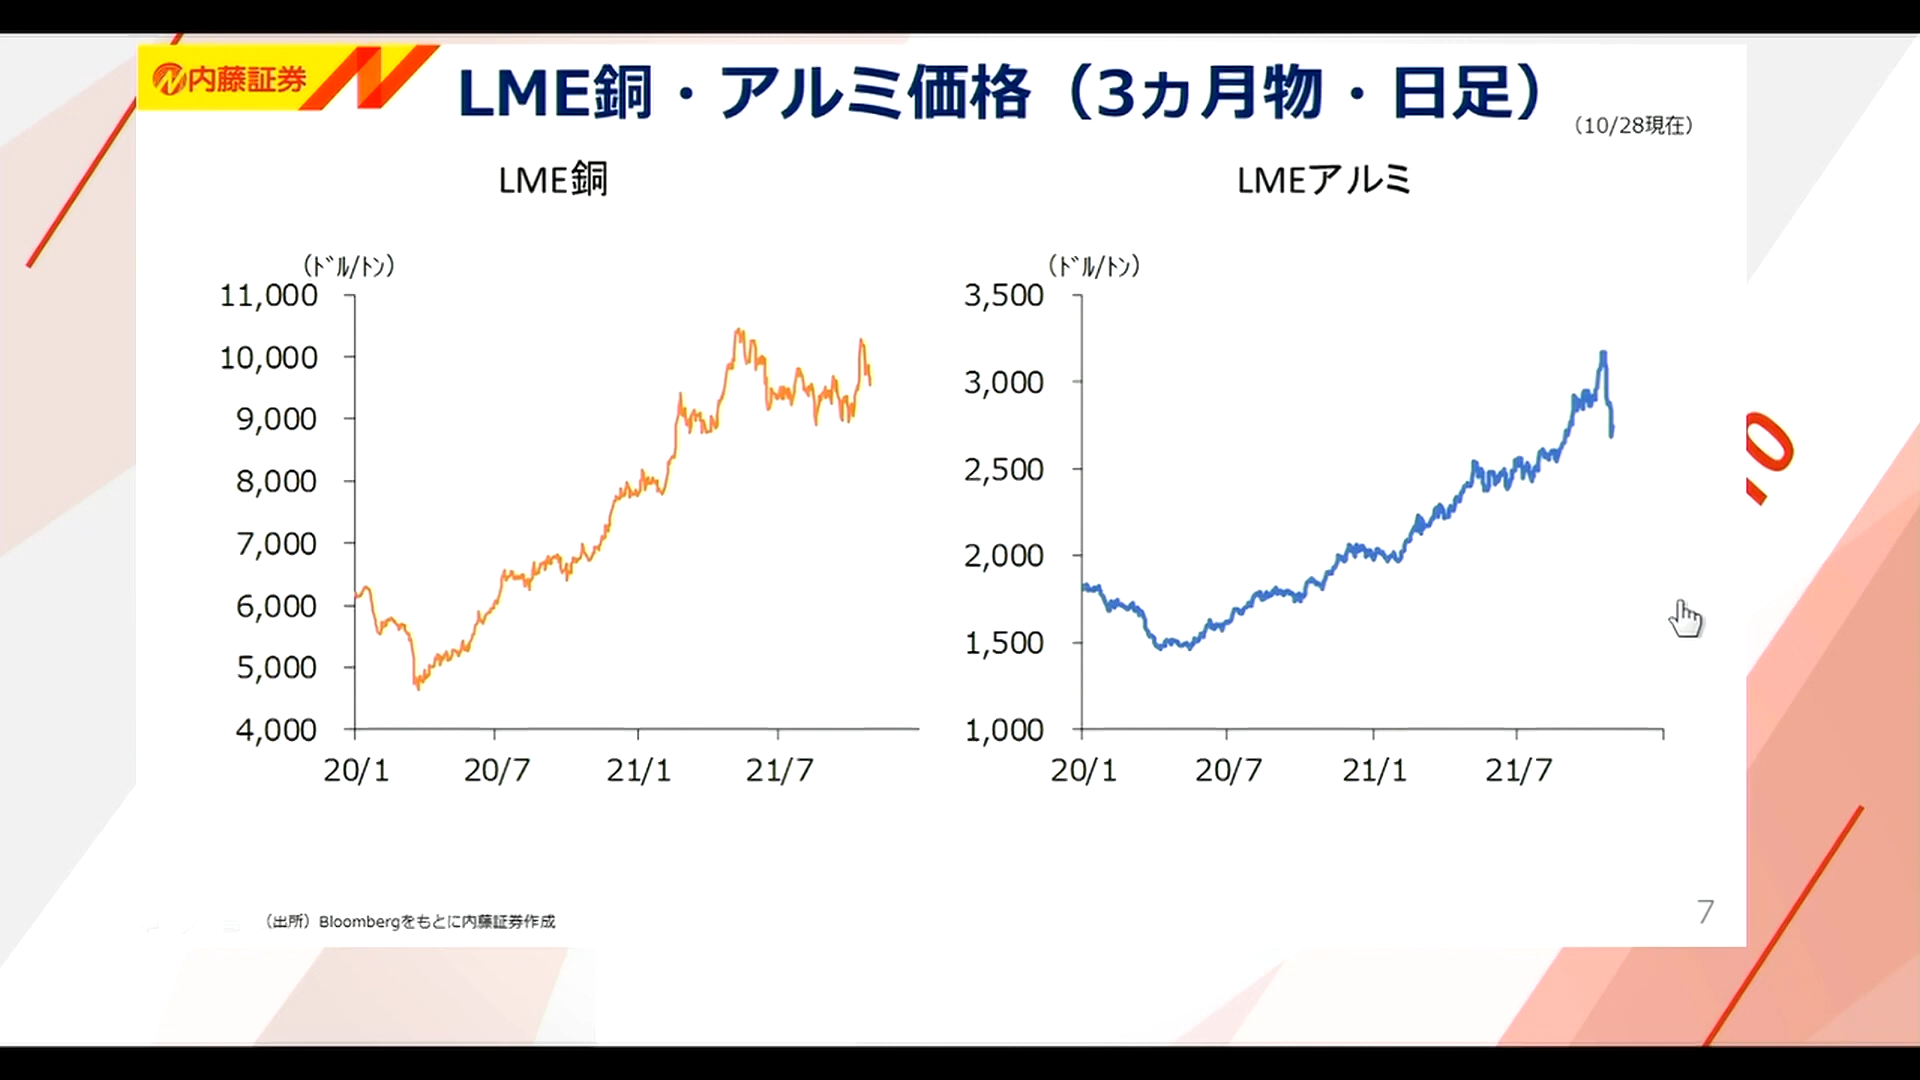 内藤証券
LME銅・アルミ価格（3ヵ月物・日足）
（10/28現在）
LME銅
（ﾄﾞﾙ/ﾄﾝ）
11,000
10,000
9,000
8,000
7,000
6,000
5,000
4,000
20/1 20/7 21/1 21/7
LMEアルミ
（ﾄﾞﾙ/ﾄﾝ）
3,500
3,000
2,500
2,000
1,500
1,000
20/1 20/7 21/1 21/7
（出所）Bloombergをもとに内藤証券作成
7